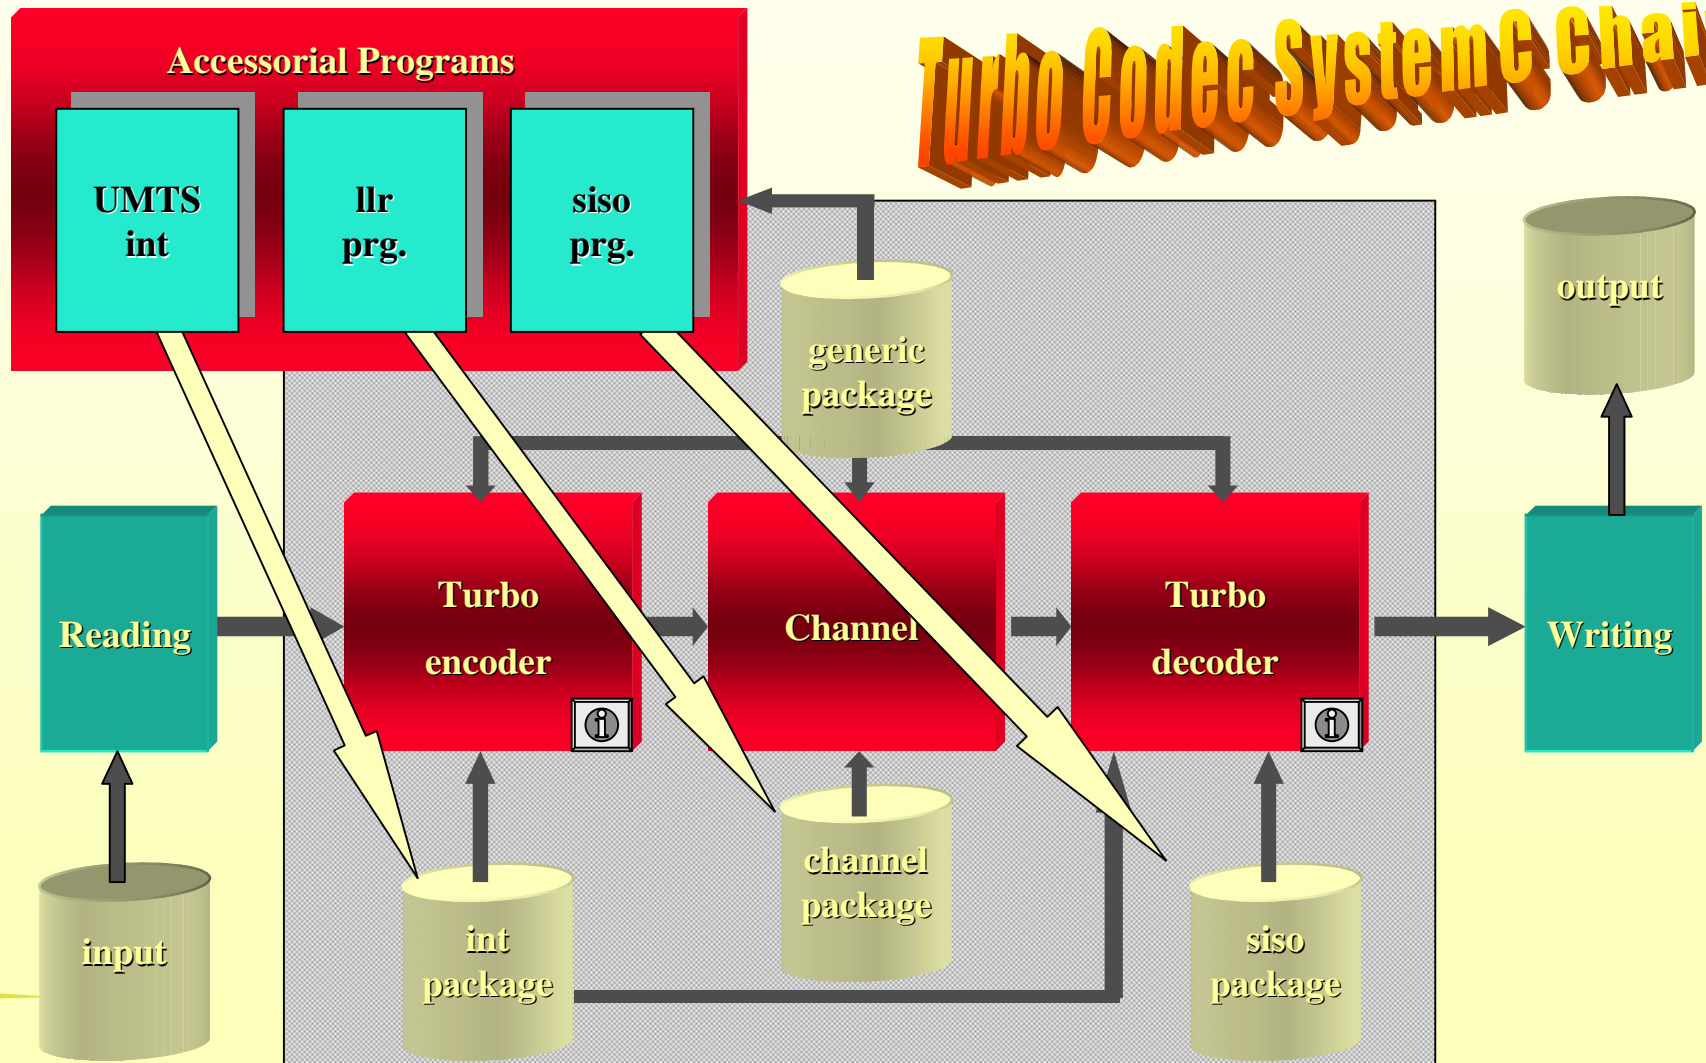 Accessorial Programs
Turbo Codec SystemC
UMTS
int
llr
prg.
siso
prg.
output
generic
package
Reading
Turbo
encoder
Channel
Turbo
decoder
Writing
input
int
package
channel
package
siso
package